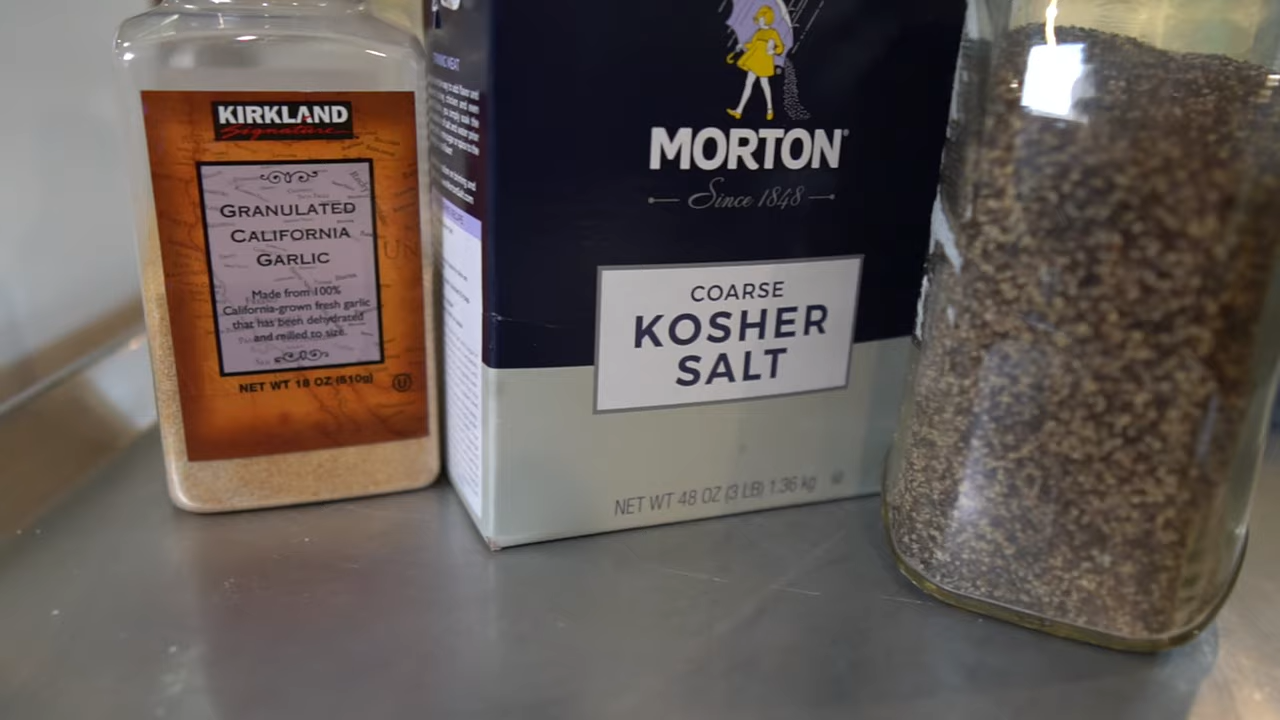 KIRKLAND
Signature
GRANULATED
CALIFORNIA
GARLIC
Made from 100%
California-grown fresh garlic
that has been dehydrated
and milled to size.
NET WT 18 OZ (510g)
U
MORTON®
Since 1848
COARSE
KOSHER
SALT
NET WT 48 OZ (3 LB) 1.36 kg